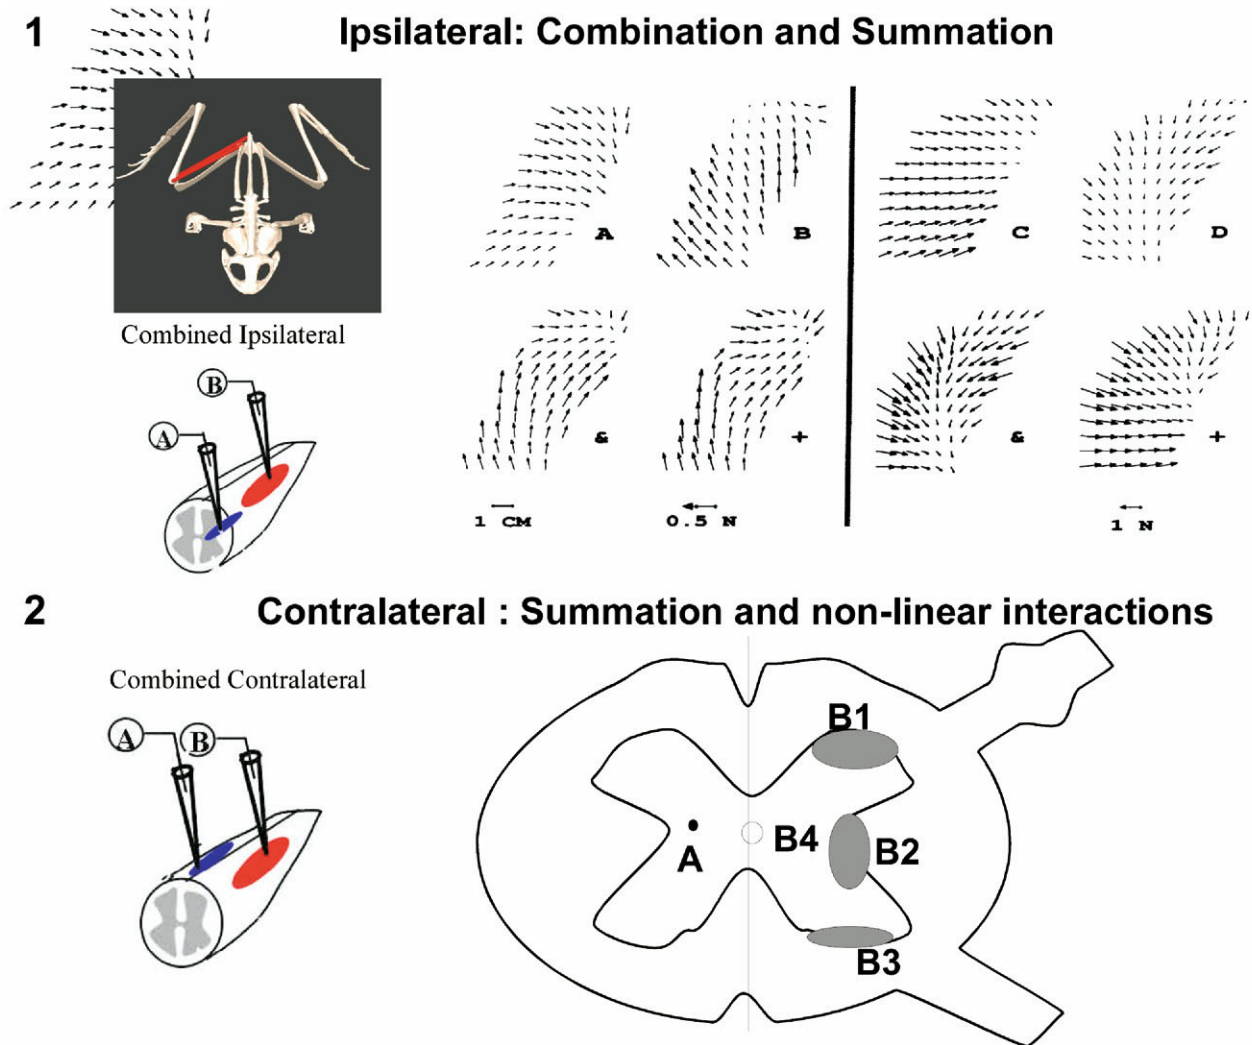 1
Ipsilateral: Combination and Summation
A
B
C
D
Combined Ipsilateral
B
A
&
+
&
+
1 CM
0.5 N
1 N
2
Contralateral : Summation and non-linear interactions
Combined Contralateral
A
B
B1
A
B4
B2
B3